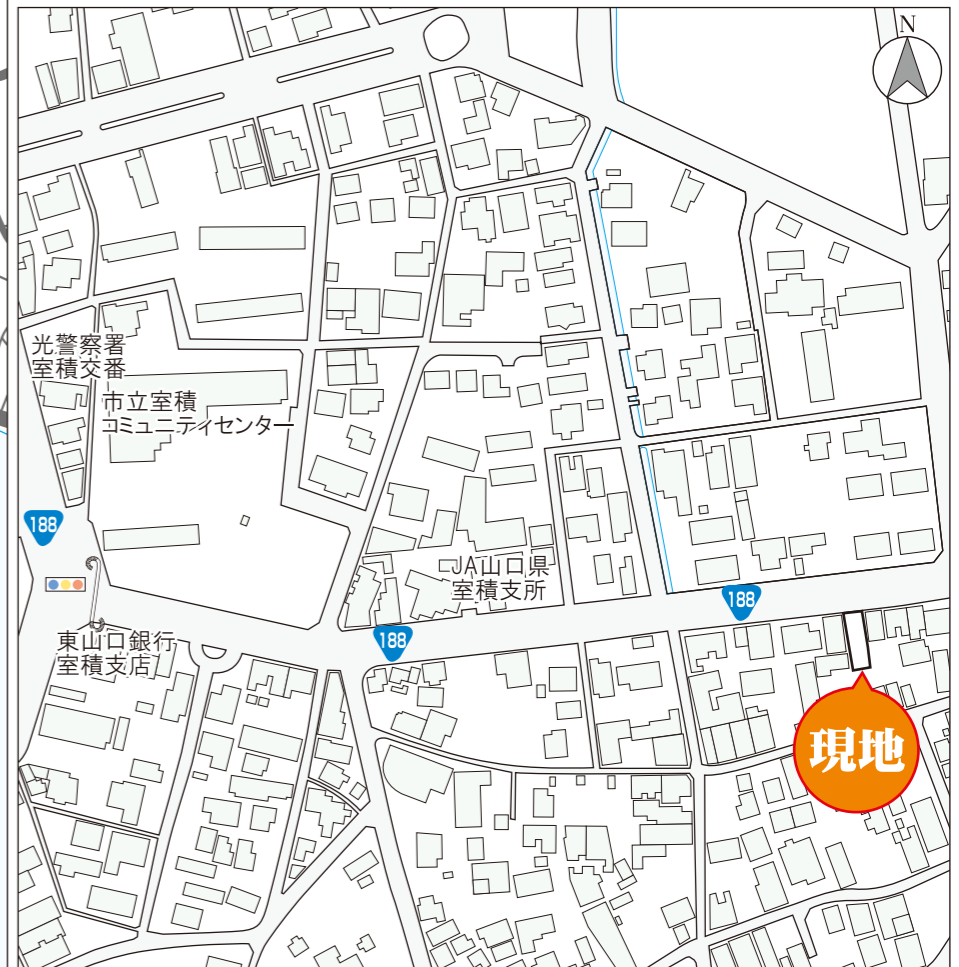 N
光警察署
室積交番
市立室積
コミュニティセンター
188
JA山口県
室積支所
188
188
東山口銀行
室積支店
現地